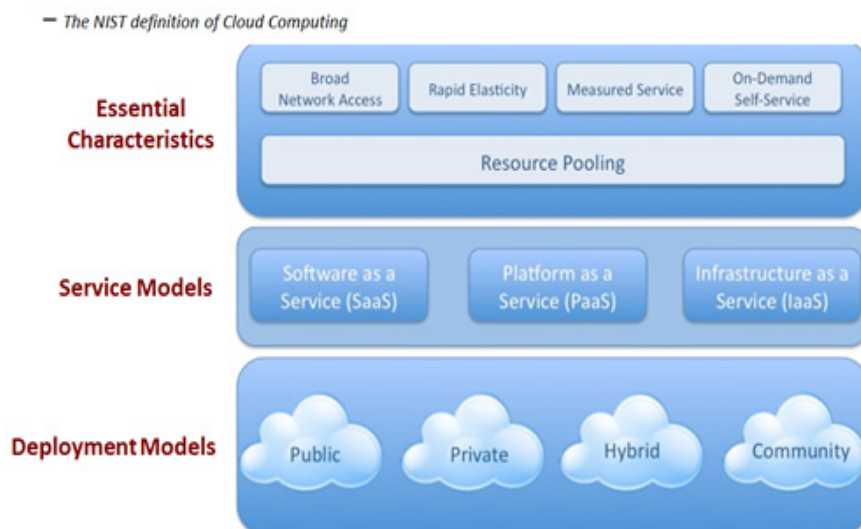 – The NIST definition of Cloud Computing
Essential
Characteristics
Broad
Network Access
Rapid Elasticity
Measured Service
On-Demand
Self-Service
Resource Pooling
Service Models
Software as a
Service (SaaS)
Platform as a
Service (PaaS)
Infrastructure as a
Service (IaaS)
Deployment Models
Public
Private
Hybrid
Community